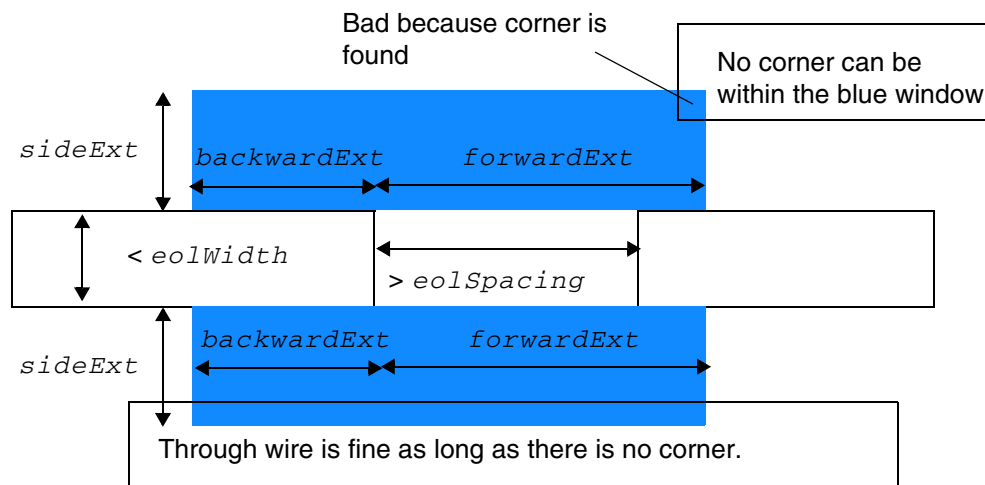 Bad because corner is
found
No corner can be
within the blue window
sideExt
backwardExt
forwardExt
< eolWidth
> eolSpacing
backwardExt
forwardExt
sideExt
Through wire is fine as long as there is no corner.